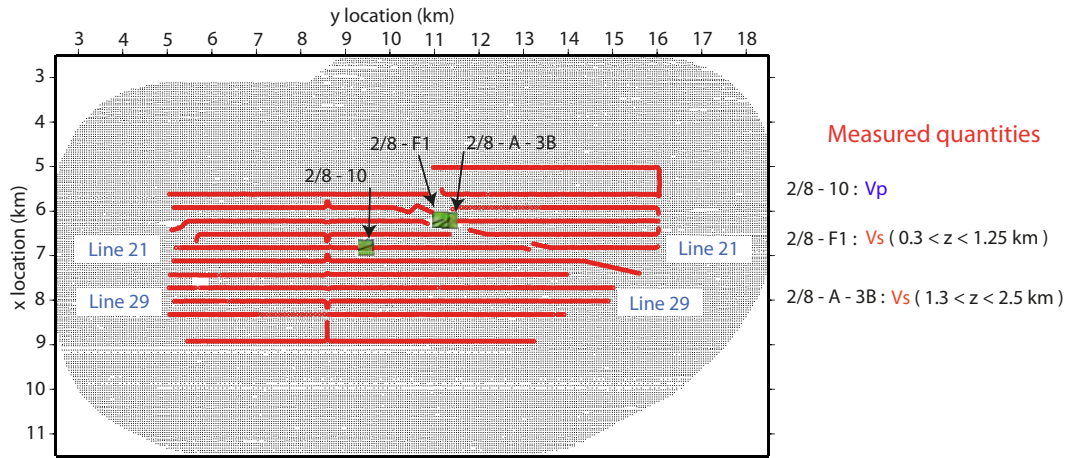 y location (km)
3 4 5 6 7 8 9 10 11 12 13 14 15 16 17 18
x location (km)
3
4
5
6
7
8
9
10
11
2/8 - F1
2/8 - A - 3B
2/8 - 10
Line 21
Line 21
Line 29
Line 29
Measured quantities
2/8 - 10 : Vp
2/8 - F1 : Vs ( 0.3 < z < 1.25 km )
2/8 - A - 3B : Vs ( 1.3 < z < 2.5 km )